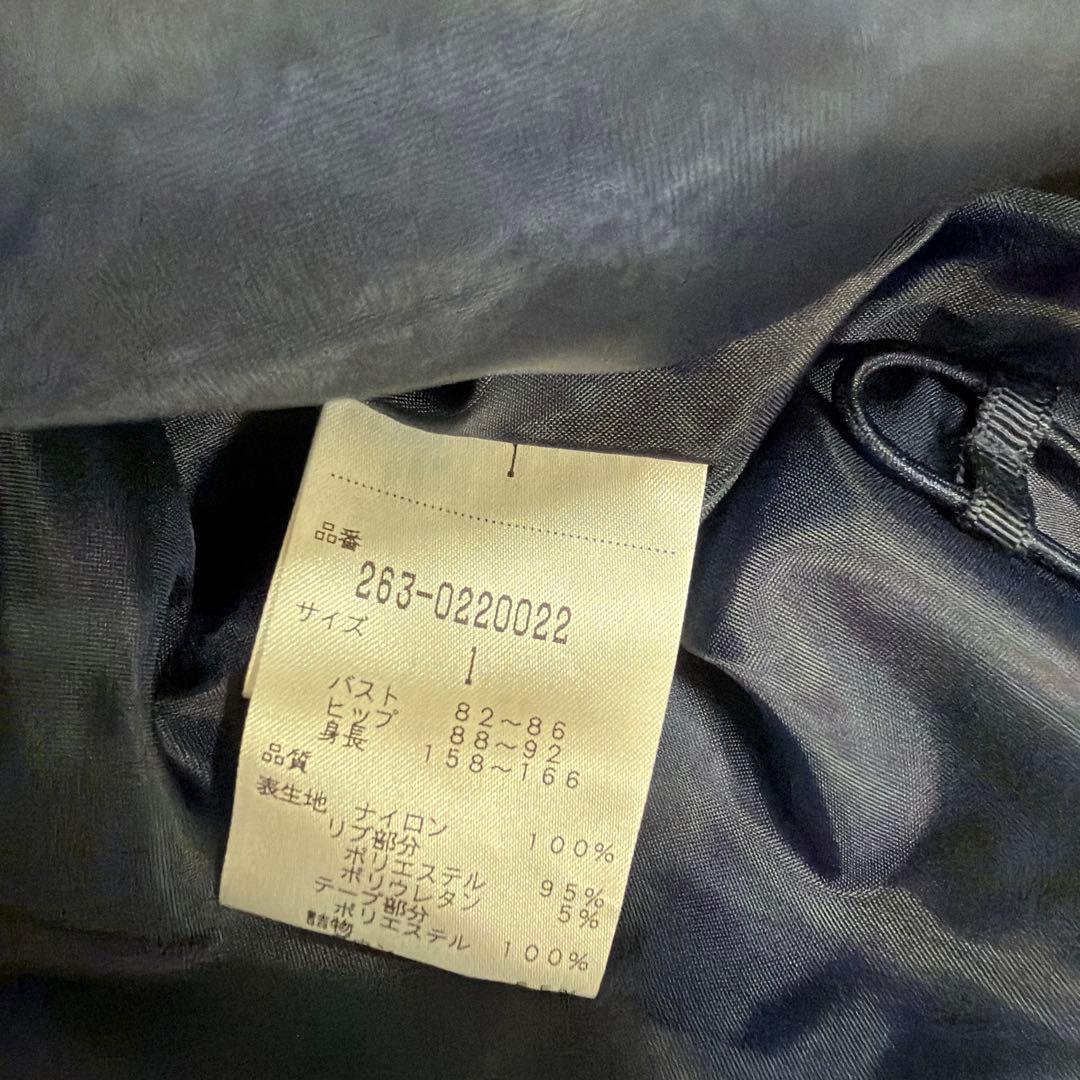 品番
263-0220022
サイズ
1
バスト 82～86
ヒップ 88～92
身長 158～166
品質
表生地 ナイロン 100%
リブ部分
ポリエステル 95%
ポリウレタン 5%
テープ部分
ポリエステル 100%